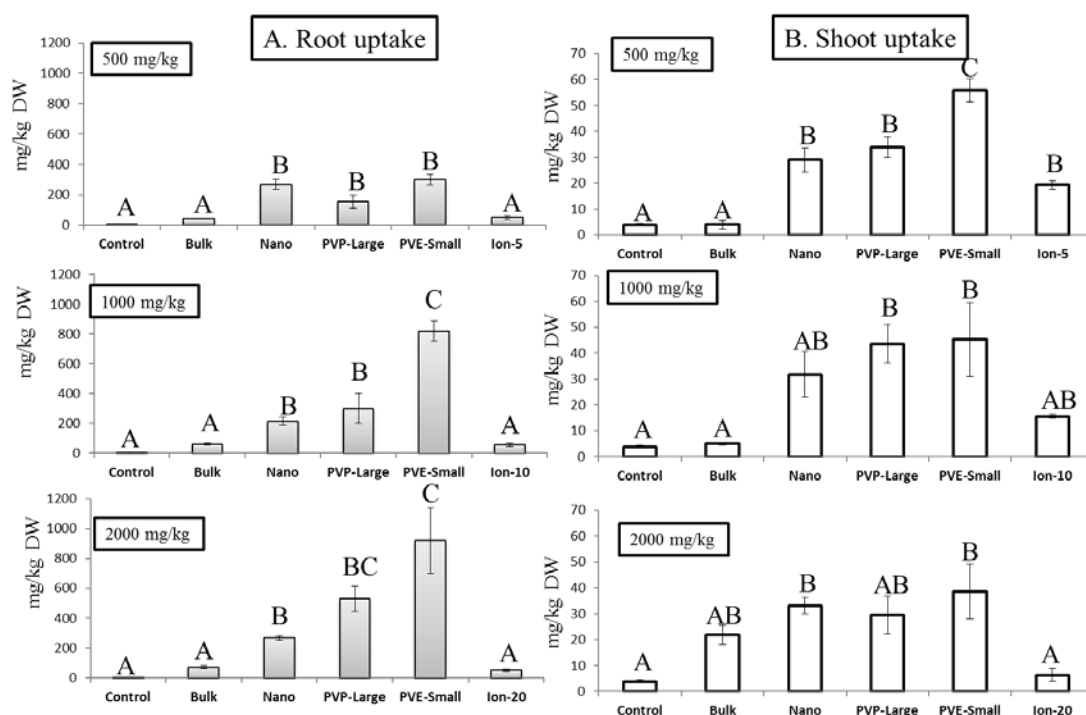 A. Root uptake
500 mg/kg
mg/kg DW
1200
1000
800
600
400
200
0
A A B B B A
Control Bulk Nano PVP-Large PVE-Small Ion-5
1000 mg/kg
mg/kg DW
1200
1000
800
600
400
200
0
A A B B C A
Control Bulk Nano PVP-Large PVE-Small Ion-10
2000 mg/kg
mg/kg DW
1200
1000
800
600
400
200
0
A A B BC C A
Control Bulk Nano PVP-Large PVE-Small Ion-20
B. Shoot uptake
500 mg/kg
mg/kg DW
70
60
50
40
30
20
10
0
A A B B C B
Control Bulk Nano PVP-Large PVE-Small Ion-5
1000 mg/kg
mg/kg DW
70
60
50
40
30
20
10
0
A A AB B B AB
Control Bulk Nano PVP-Large PVE-Small Ion-10
2000 mg/kg
mg/kg DW
70
60
50
40
30
20
10
0
A AB B AB B A
Control Bulk Nano PVP-Large PVE-Small Ion-20